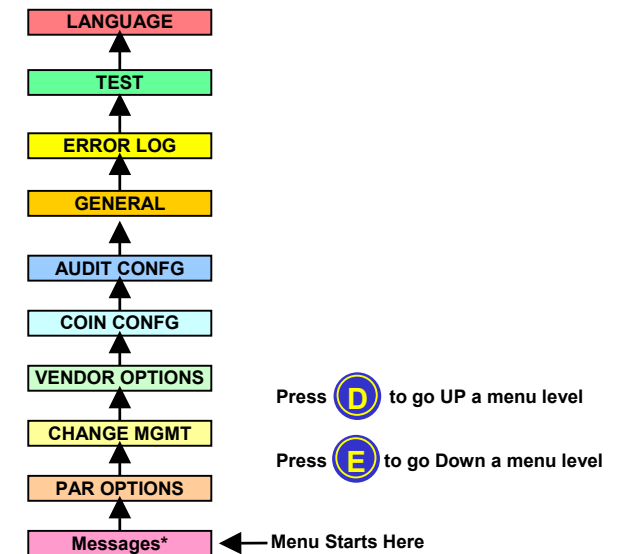 LANGUAGE
TEST
ERROR LOG
GENERAL
AUDIT CONFG
COIN CONFG
VENDOR OPTIONS
Press D to go UP a menu level
CHANGE MGMT
Press E to go Down a menu level
PAR OPTIONS
Messages* Menu Starts Here